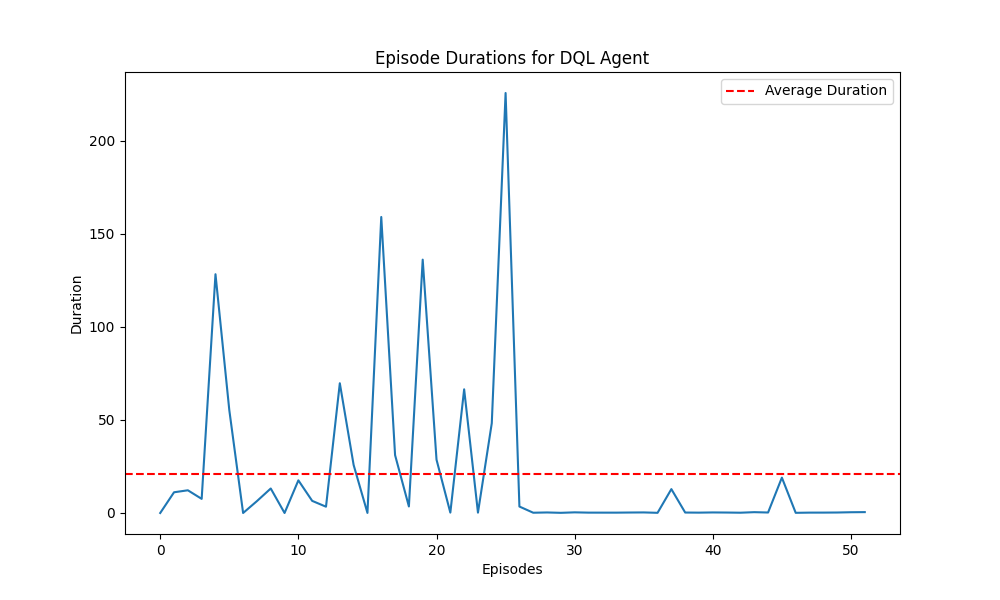 Episode Durations for DQL Agent
Average Duration
200
150
100
50
0
Duration
0 10 20 30 40 50
Episodes